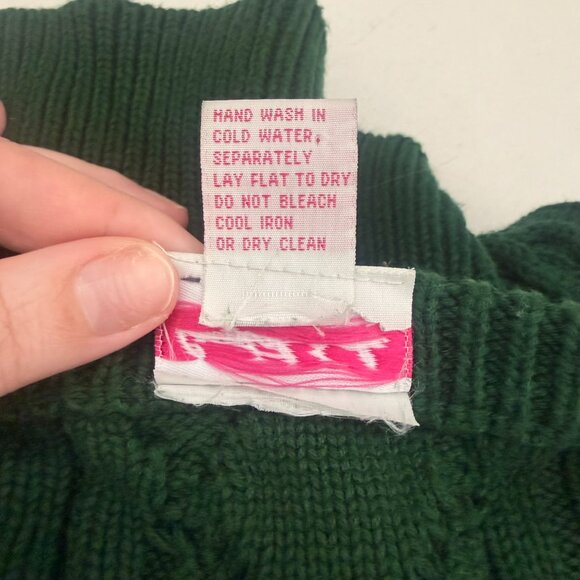 HAND WASH IN
COLD WATER,
SEPARATELY
LAY FLAT TO DRY
DO NOT BLEACH
COOL IRON
OR DRY CLEAN